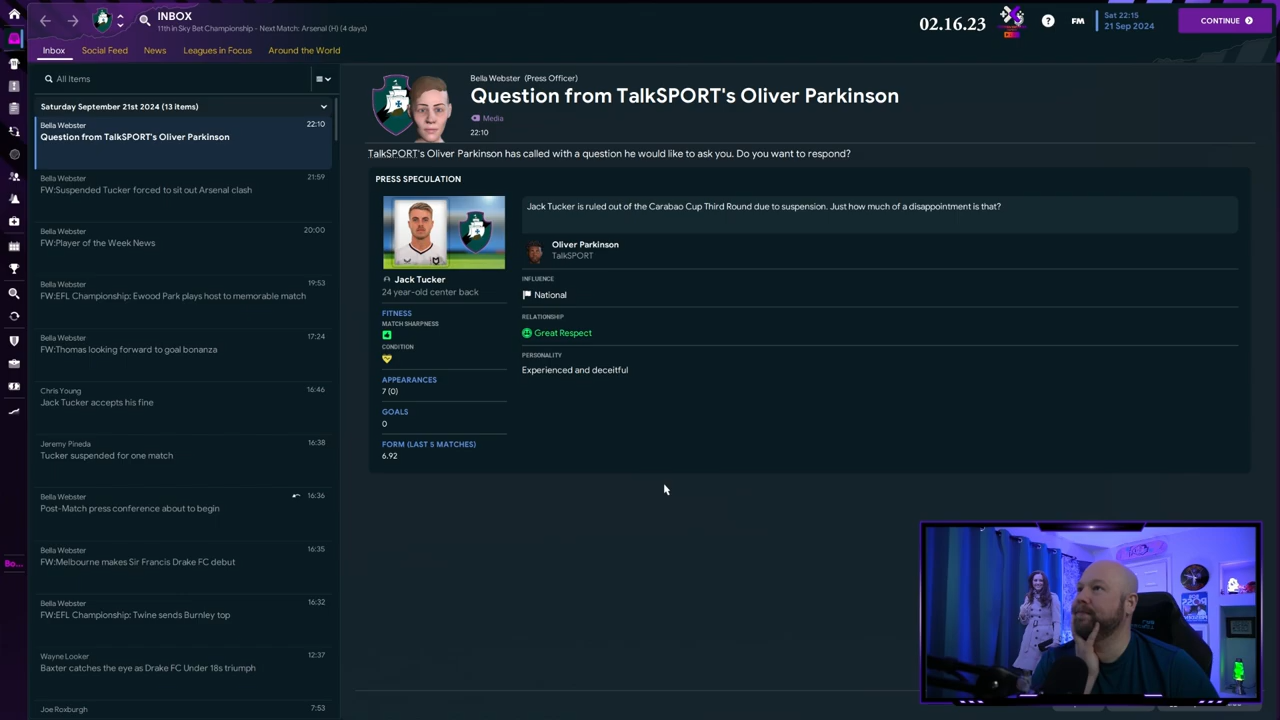 INBOX
11th in Sky Bet Championship - Next Match: Arsenal (H) (4 days)
02.16.23
FM
Sat 22:15
21 Sep 2024
CONTINUE
Inbox
Social Feed
News
Leagues in Focus
Around the World
All Items
Saturday September 21st 2024 (13 items)
Bella Webster
22:10
Question from TalkSPORT's Oliver Parkinson
Bella Webster
21:59
FW:Suspended Tucker forced to sit out Arsenal clash
Bella Webster
20:00
FW:Player of the Week News
Bella Webster
19:53
FW:EFL Championship: Ewood Park plays host to memorable match
Bella Webster
17:24
FW:Thomas looking forward to goal bonanza
Chris Young
16:46
Jack Tucker accepts his fine
Jeremy Pineda
16:38
Tucker suspended for one match
Bella Webster
16:36
Post-Match press conference about to begin
Bella Webster
16:35
FW:Melbourne makes Sir Francis Drake FC debut
Bella Webster
16:32
FW:EFL Championship: Twine sends Burnley top
Wayne Looker
12:37
Baxter catches the eye as Drake FC Under 18s triumph
Joe Roxburgh
7:53
Bo...
Bella Webster (Press Officer)
Question from TalkSPORT's Oliver Parkinson
Media
22:10
TalkSPORT's Oliver Parkinson has called with a question he would like to ask you. Do you want to respond?
PRESS SPECULATION
Jack Tucker is ruled out of the Carabao Cup Third Round due to suspension. Just how much of a disappointment is that?
Jack Tucker
24 year-old center back
FITNESS
MATCH SHARPNESS
CONDITION
APPEARANCES
7 (0)
GOALS
0
FORM (LAST 5 MATCHES)
6.92
Oliver Parkinson
TalkSPORT
INFLUENCE
National
RELATIONSHIP
Great Respect
PERSONALITY
Experienced and deceitful